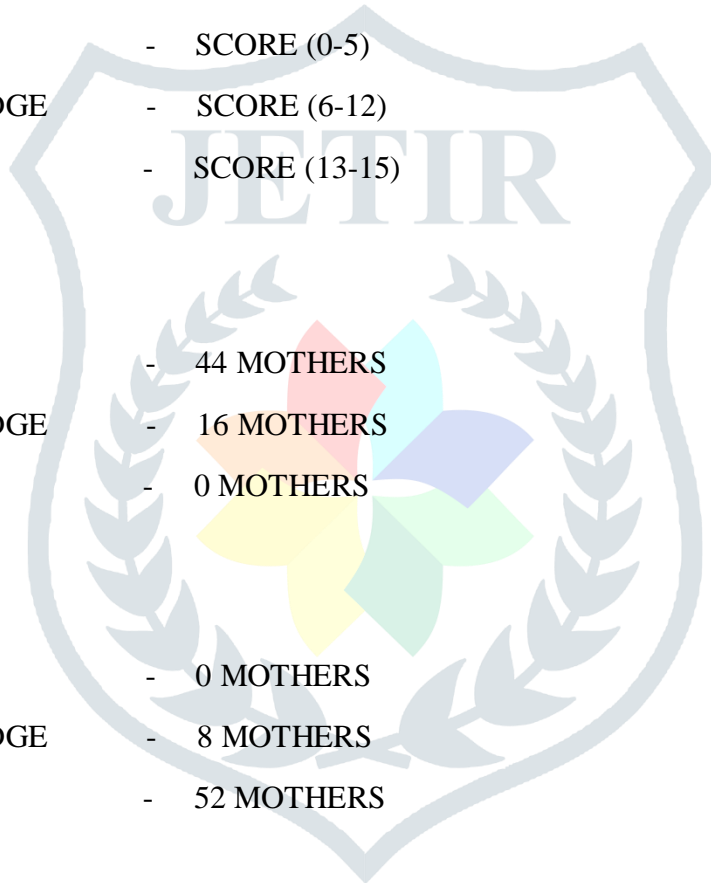 - SCORE (0-5)
DGE - SCORE (6-12)
- SCORE (13-15)
JETIR
- 44 MOTHERS
DGE - 16 MOTHERS
- 0 MOTHERS
- 0 MOTHERS
DGE - 8 MOTHERS
- 52 MOTHERS